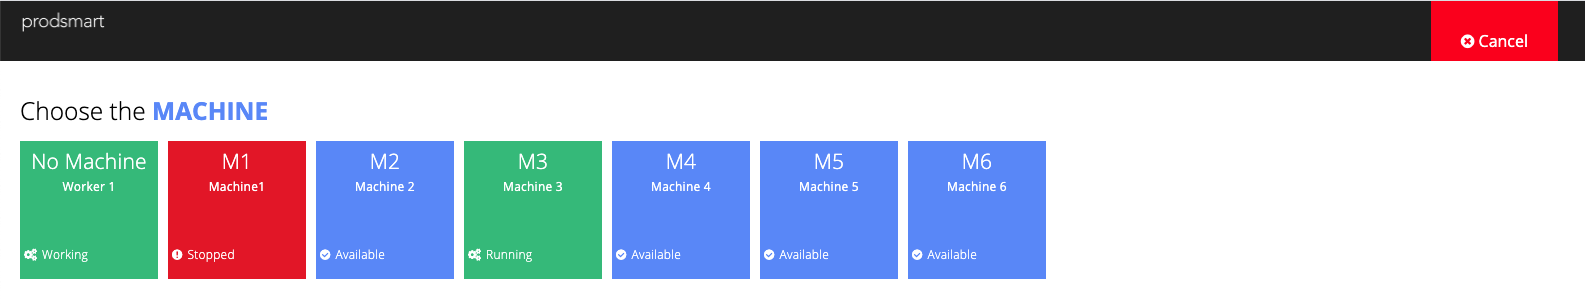 prodsmart
Cancel
Choose the MACHINE
No Machine
Worker 1
Working
M1
Machine1
Stopped
M2
Machine 2
Available
M3
Machine 3
Running
M4
Machine 4
Available
M5
Machine 5
Available
M6
Machine 6
Available